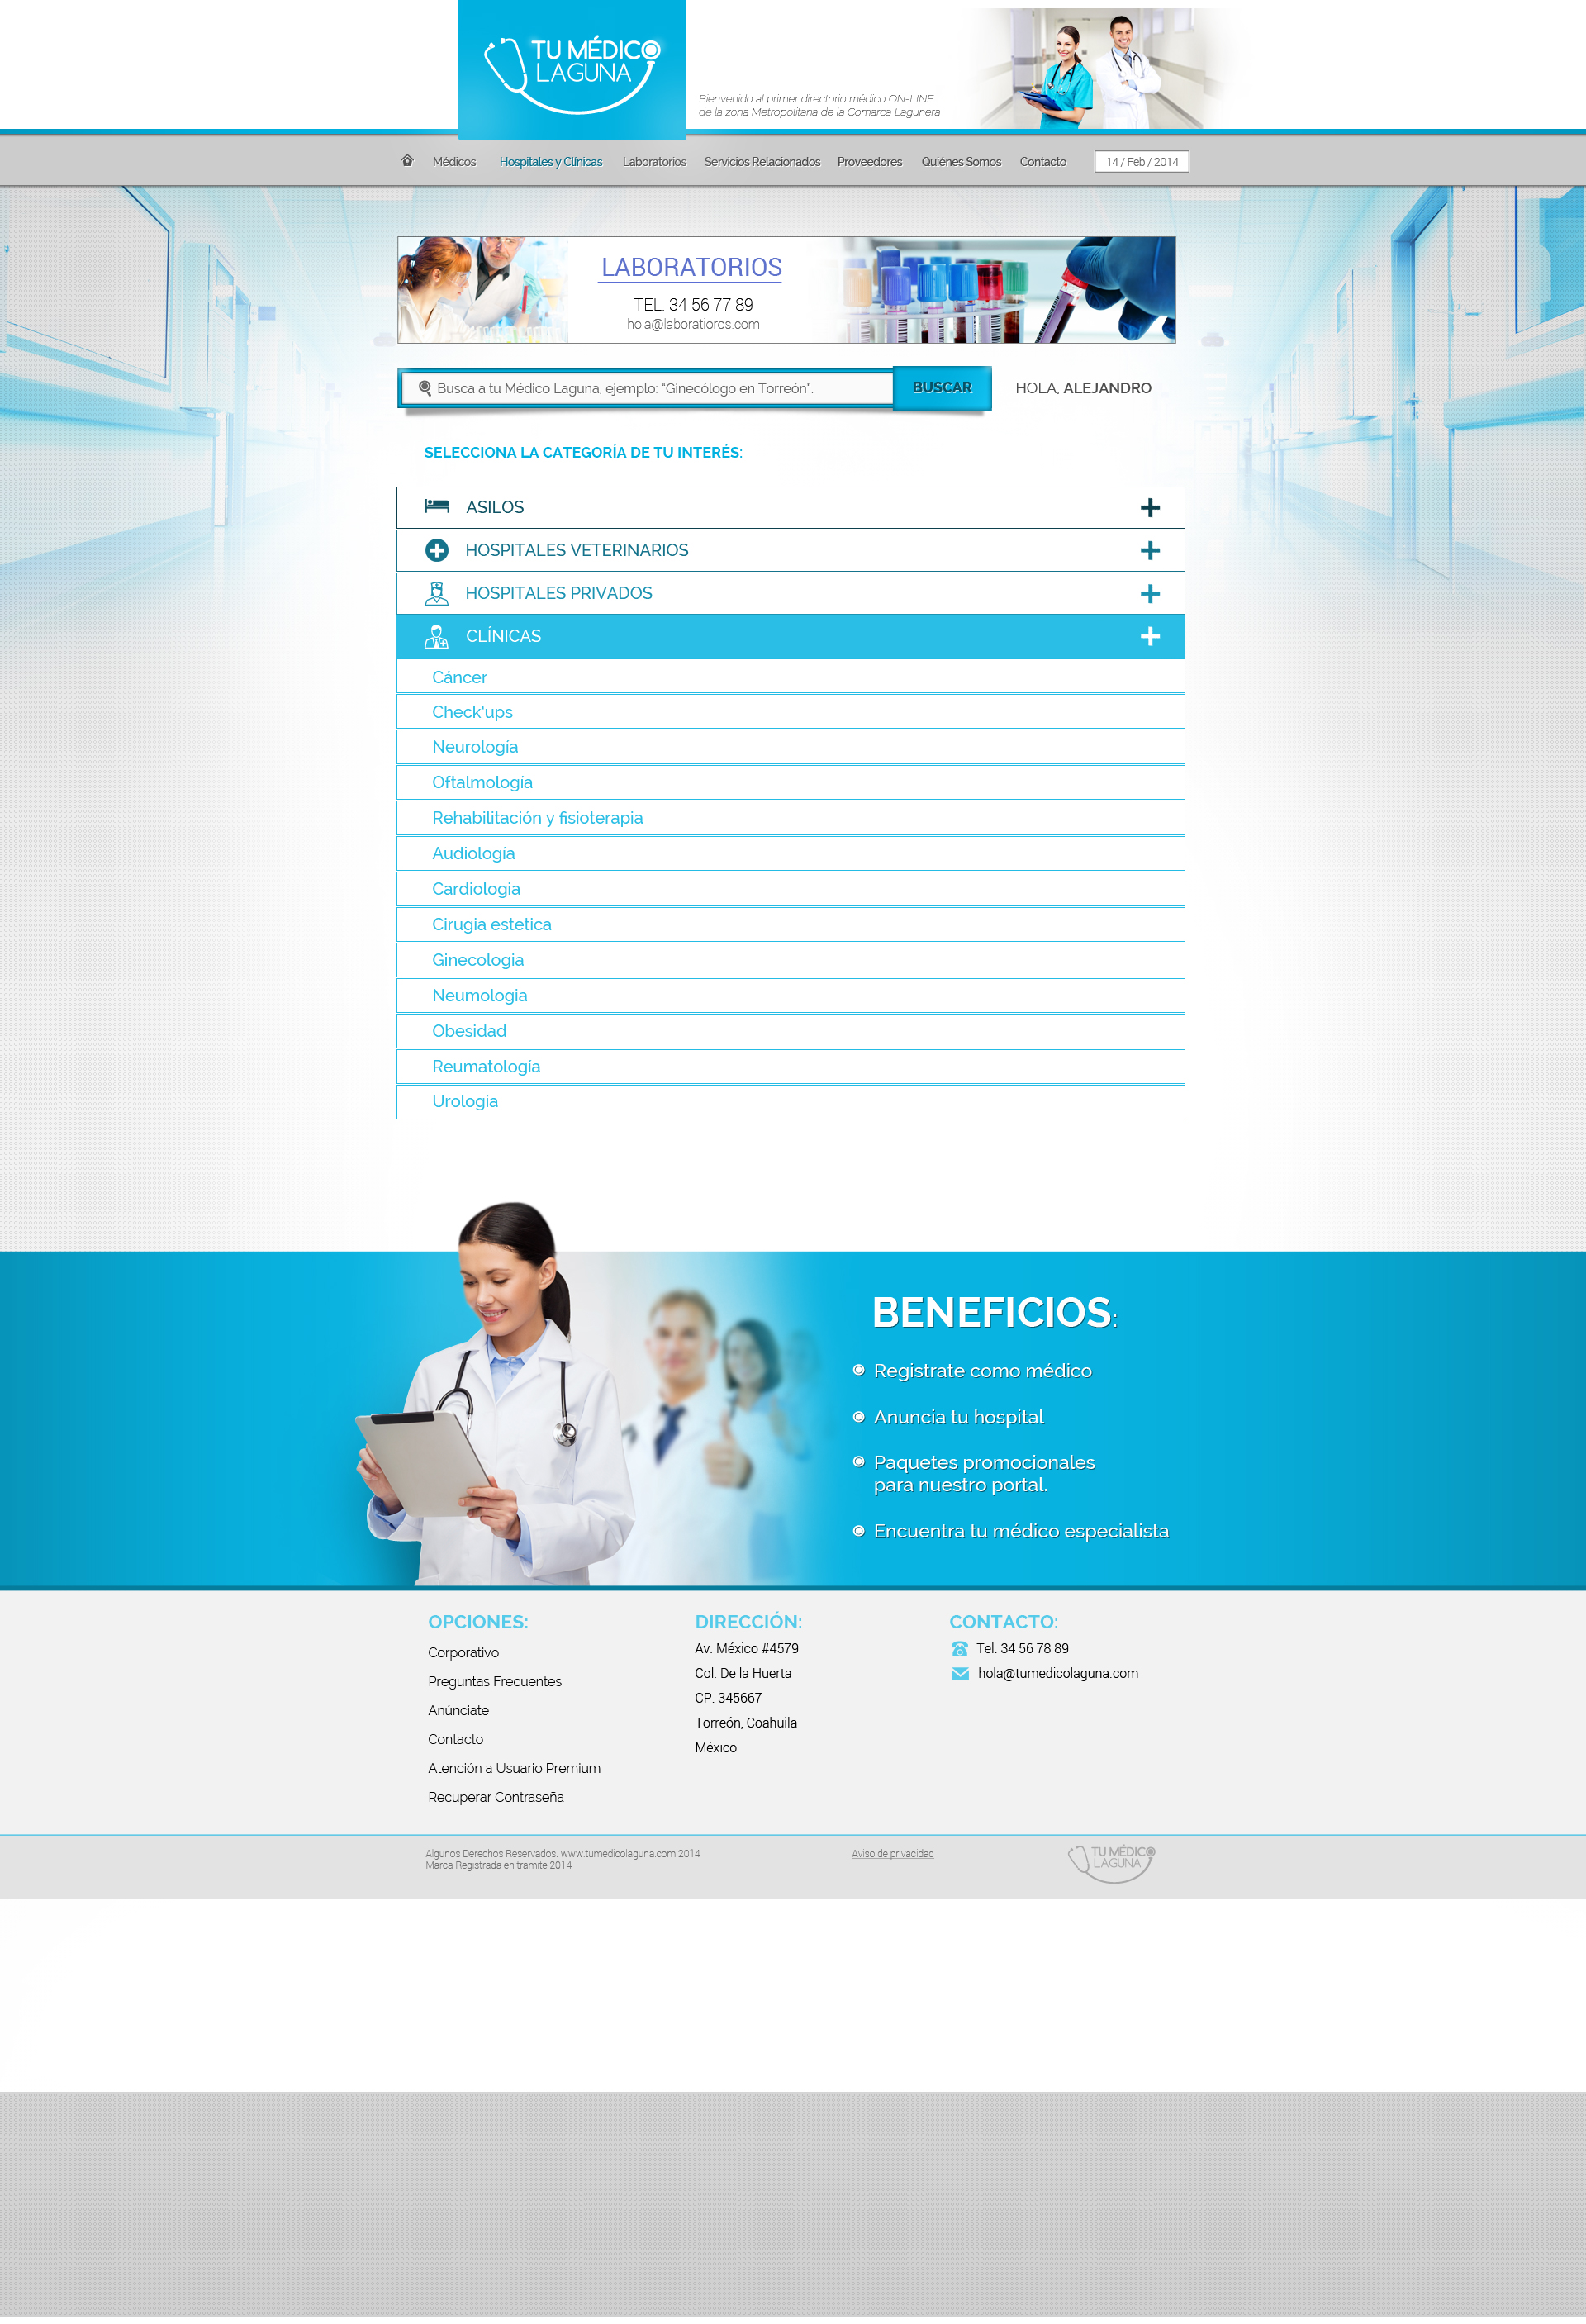 TU MÉDICO
LAGUNA
Bienvenido al primer directorio médico ON-LINE
de la zona Metropolitana de la Comarca Lagunera
Médicos Hospitales y Clínicas Laboratorios Servicios Relacionados Proveedores Quiénes Somos Contacto 14 / Feb / 2014
LABORATORIOS
TEL. 34 56 77 89
hola@laboratioros.com
Busca a tu Médico Laguna, ejemplo: "Ginecólogo en Torreón". BUSCAR HOLA, ALEJANDRO
SELECCIONA LA CATEGORÍA DE TU INTERÉS:
ASILOS
HOSPITALES VETERINARIOS
HOSPITALES PRIVADOS
CLÍNICAS
Cáncer
Check'ups
Neurología
Oftalmología
Rehabilitación y fisioterapia
Audiología
Cardiologia
Cirugia estetica
Ginecologia
Neumologia
Obesidad
Reumatología
Urología
BENEFICIOS:
Registrate como médico
Anuncia tu hospital
Paquetes promocionales
para nuestro portal.
Encuentra tu médico especialista
OPCIONES:
Corporativo
Preguntas Frecuentes
Anúnciate
Contacto
Atención a Usuario Premium
Recuperar Contraseña
DIRECCIÓN:
Av. México #4579
Col. De la Huerta
CP. 345667
Torreón, Coahuila
México
CONTACTO:
Tel. 34 56 78 89
hola@tumedicolaguna.com
Algunos Derechos Reservados. www.tumedicolaguna.com 2014
Marca Registrada en tramite 2014
Aviso de privacidad
TU MÉDICO
LAGUNA